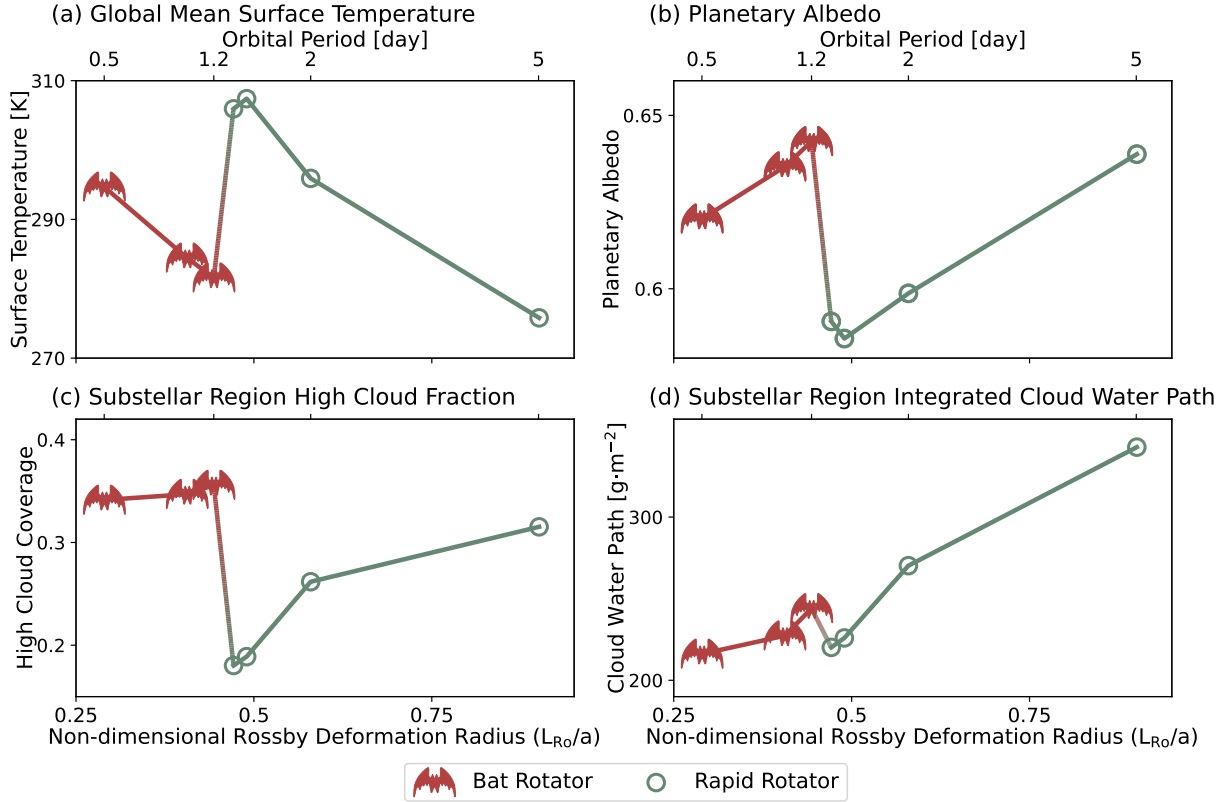 (a) Global Mean Surface Temperature
Orbital Period [day]
0.5 1.2 2 5
310
290
270
Surface Temperature [K]
(b) Planetary Albedo
Orbital Period [day]
0.5 1.2 2 5
0.65
0.6
Planetary Albedo
(c) Substellar Region High Cloud Fraction
0.4
0.3
0.2
High Cloud Coverage
0.25 0.5 0.75
Non-dimensional Rossby Deformation Radius (L_Ro/a)
(d) Substellar Region Integrated Cloud Water Path
300
200
Cloud Water Path [g·m⁻²]
0.25 0.5 0.75
Non-dimensional Rossby Deformation Radius (L_Ro/a)
Bat Rotator Rapid Rotator